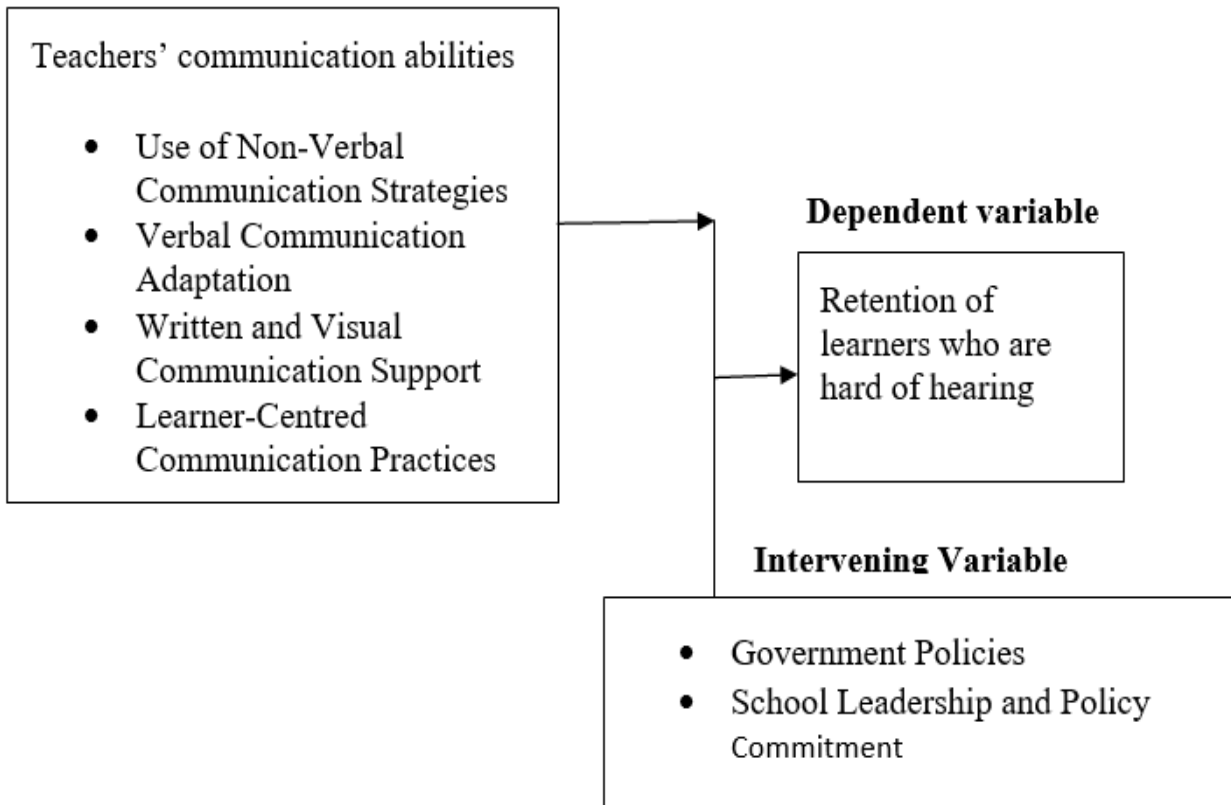 Teachers’ communication abilities
• Use of Non-Verbal
Communication Strategies
• Verbal Communication
Adaptation
• Written and Visual
Communication Support
• Learner-Centred
Communication Practices
Dependent variable
Retention of
learners who are
hard of hearing
Intervening Variable
• Government Policies
• School Leadership and Policy
Commitment